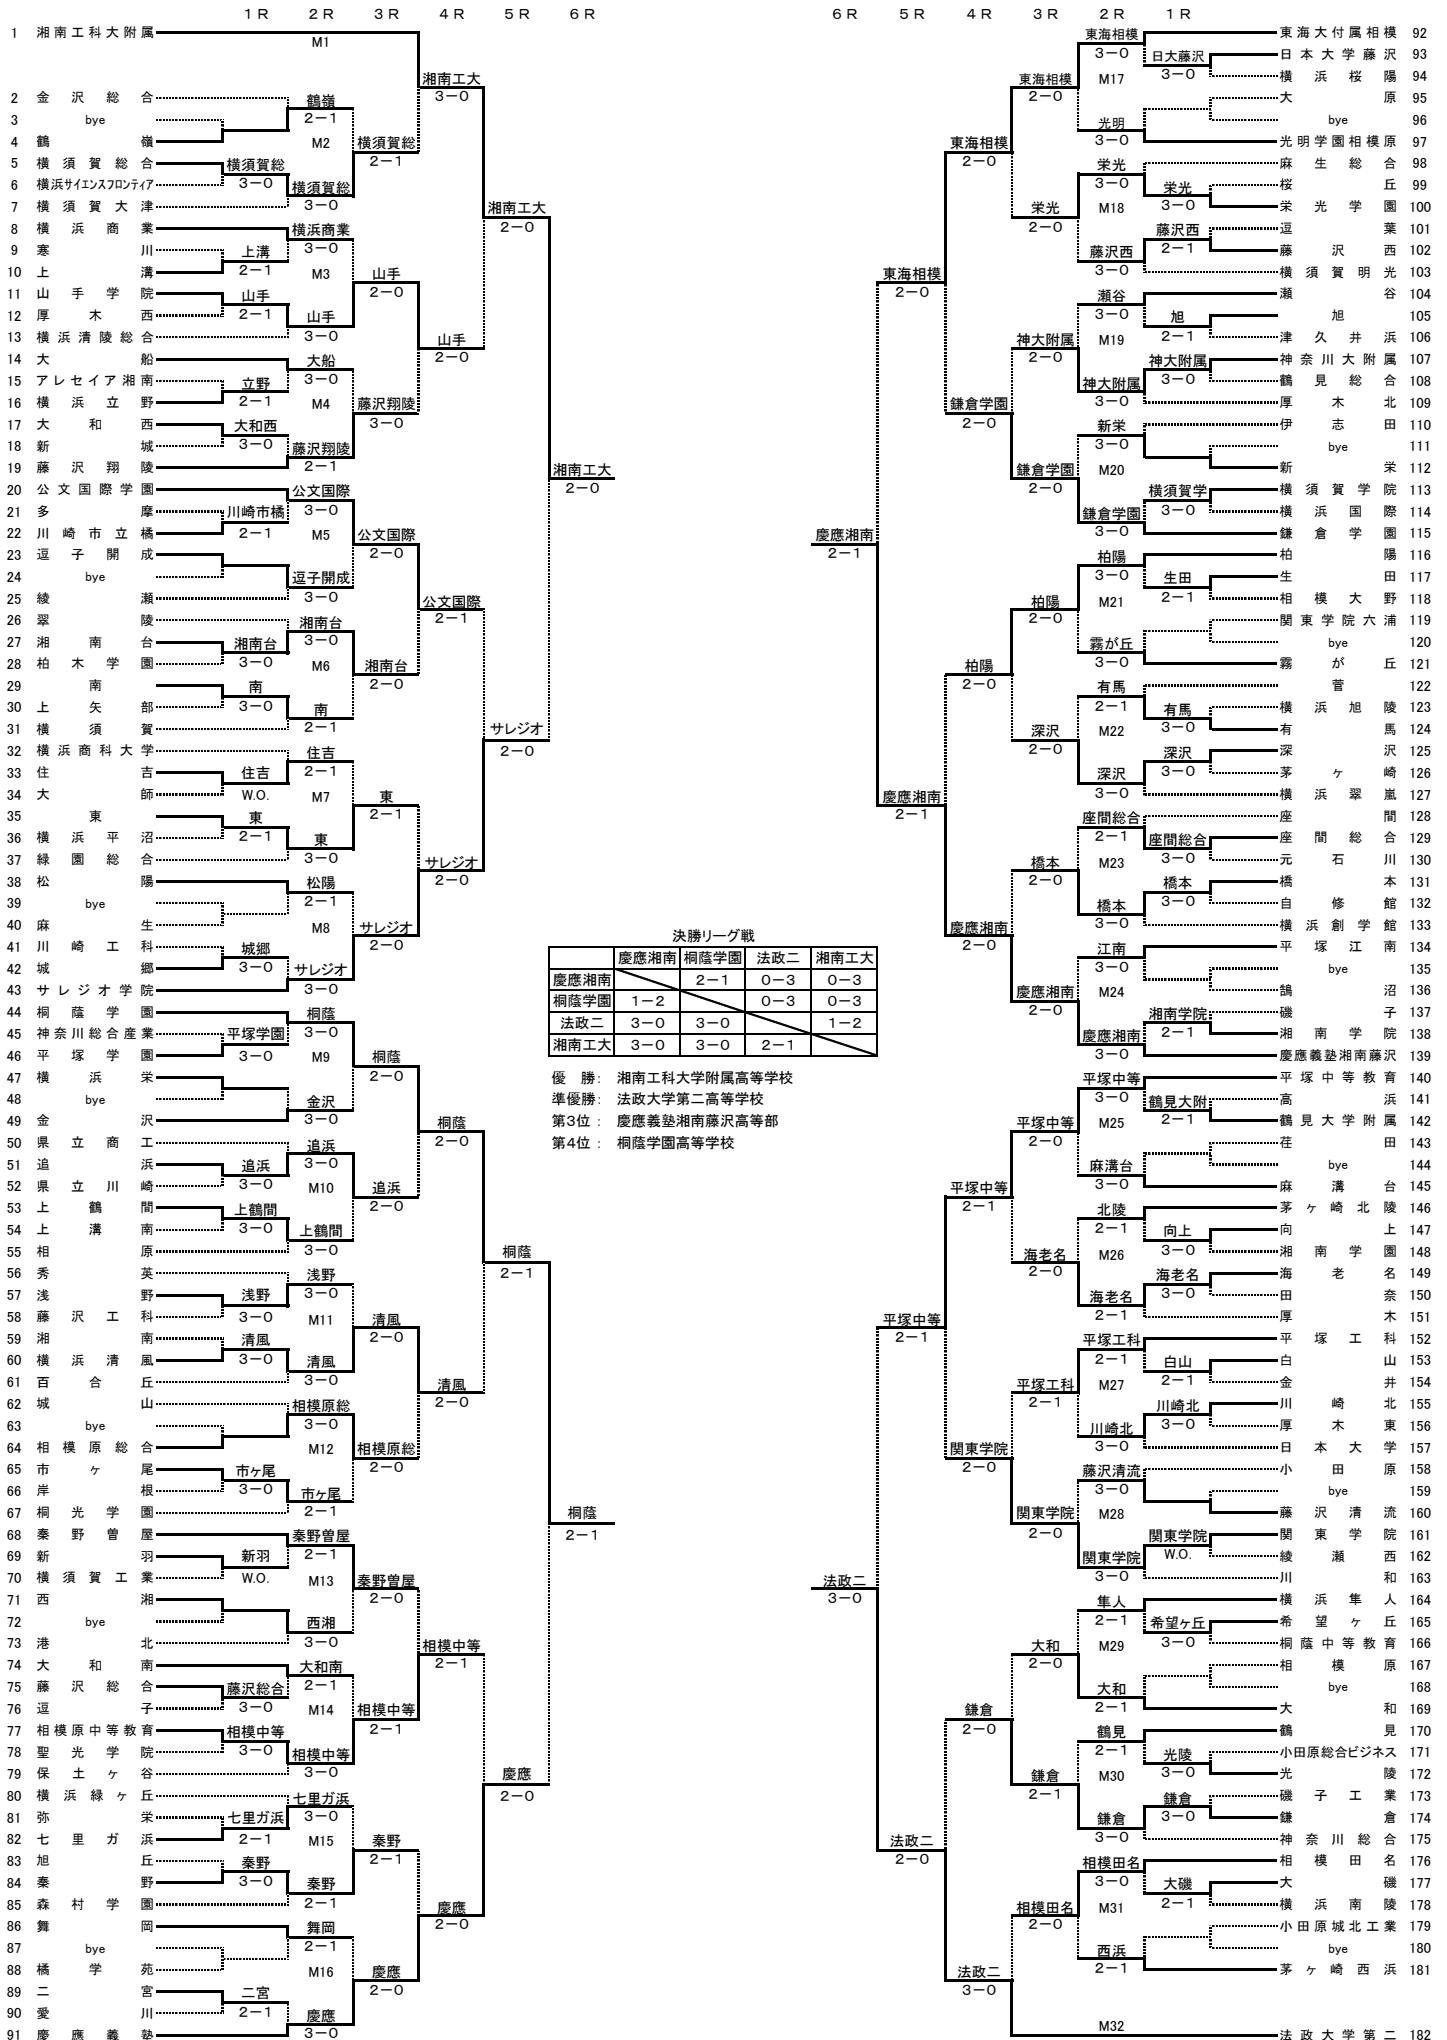 1R 2R 3R 4R 5R 6R
6R 5R 4R 3R 2R 1R
1 湘南工科大附属
M1
湘南工大
3-0
2 金沢総合
3 bye
4 鶴嶺
鶴嶺
2-1
M2
5 横須賀総合
6 横浜サイエンスフロンティア
7 横須賀大津
横須賀総
3-0
横須賀総
3-0
横須賀総
2-1
8 横浜商業
9 寒川
10 上溝
上溝
2-1
横浜商業
3-0
M3
11 山手学院
12 厚木西
13 横浜清陵総合
山手
2-1
山手
3-0
山手
2-0
山手
2-0
14 大船
15 アレセイア湘南
16 横浜立野
立野
2-1
大船
3-0
M4
17 大和西
18 新城
19 藤沢翔陵
大和西
3-0
藤沢翔陵
2-1
藤沢翔陵
3-0
湘南工大
2-0
20 公文国際学園
21 多摩
22 川崎市立橘
川崎市橘
2-1
公文国際
3-0
M5
23 逗子開成
24 bye
25 綾瀬
逗子開成
3-0
公文国際
2-0
公文国際
2-1
26 翠陵
27 湘南台
28 柏木学園
湘南台
3-0
湘南台
3-0
M6
29 南
30 上矢部
31 横須賀
南
3-0
南
2-1
湘南台
2-0
32 横浜商科大学
33 住吉
34 大師
住吉
W.O.
住吉
2-1
M7
35 東
36 横浜平沼
37 緑園総合
東
2-1
東
3-0
東
2-1
38 松陽
39 bye
40 麻生
松陽
2-1
M8
41 川崎工科
42 城郷
43 サレジオ学院
城郷
3-0
サレジオ
3-0
サレジオ
2-0
サレジオ
2-0
サレジオ
2-0
湘南工大
2-0
44 桐蔭学園
45 神奈川総合産業
46 平塚学園
平塚学園
3-0
桐蔭
3-0
M9
47 横浜栄
48 bye
49 金沢
金沢
3-0
桐蔭
2-0
桐蔭
2-0
50 県立商工
51 追浜
52 県立川崎
追浜
3-0
追浜
3-0
M10
53 上鶴間
54 上溝南
55 相原
上鶴間
3-0
上鶴間
3-0
追浜
2-0
桐蔭
2-1
56 秀英
57 浅野
58 藤沢工科
浅野
3-0
浅野
3-0
M11
59 湘南
60 横浜清風
61 百合丘
清風
3-0
清風
3-0
清風
2-0
清風
2-0
62 城山
63 bye
64 相模原総合
相模原総
3-0
M12
65 市ヶ尾
66 岸根
67 桐光学園
市ヶ尾
3-0
市ヶ尾
2-1
相模原総
2-0
桐蔭
2-1
68 秦野曽屋
69 新羽
70 横須賀工業
新羽
W.O.
秦野曽屋
2-1
M13
71 西湘
72 bye
73 港北
西湘
3-0
秦野曽屋
2-0
相模中等
2-1
74 大和南
75 藤沢総合
76 逗子
藤沢総合
3-0
大和南
2-1
M14
77 相模原中等教育
78 聖光学院
79 保土ヶ谷
相模中等
3-0
相模中等
3-0
相模中等
2-1
慶應
2-0
80 横浜緑ヶ丘
81 弥栄
82 七里ガ浜
七里ガ浜
2-1
七里ガ浜
3-0
M15
83 旭丘
84 秦野
85 森村学園
秦野
3-0
秦野
2-1
秦野
2-1
慶應
2-0
86 舞岡
87 bye
88 橘学苑
舞岡
2-1
M16
89 二宮
90 愛川
91 慶應義塾
二宮
2-1
慶應
3-0
慶應
2-0
東海大付属相模 92
日本大学藤沢 93
横浜桜陽 94
日大藤沢
3-0
東海相模
3-0
M17
大原 95
bye 96
光明学園相模原 97
光明
3-0
東海相模
2-0
東海相模
2-0
麻生総合 98
桜丘 99
栄光学園 100
栄光
3-0
栄光
3-0
M18
逗葉 101
藤沢西 102
横須賀明光 103
藤沢西
2-1
藤沢西
3-0
栄光
2-0
東海相模
2-0
瀬谷 104
旭 105
津久井浜 106
旭
2-1
瀬谷
3-0
M19
神奈川大附属 107
鶴見総合 108
厚木北 109
神大附属
3-0
神大附属
3-0
神大附属
2-0
鎌倉学園
2-0
伊志田 110
bye 111
新栄 112
新栄
3-0
M20
横須賀学院 113
横浜国際 114
鎌倉学園 115
横須賀学
3-0
鎌倉学園
3-0
鎌倉学園
2-0
慶應湘南
2-1
柏陽 116
生田 117
相模大野 118
生田
2-1
柏陽
3-0
M21
関東学院六浦 119
bye 120
霧が丘 121
霧が丘
3-0
柏陽
2-0
柏陽
2-0
菅 122
横浜旭陵 123
有馬 124
有馬
3-0
有馬
2-1
M22
深沢 125
茅ヶ崎 126
横浜翠嵐 127
深沢
3-0
深沢
3-0
深沢
2-0
慶應湘南
2-1
座間 128
座間総合 129
元石川 130
座間総合
3-0
座間総合
2-1
M23
橋本 131
自修館 132
横浜創学館 133
橋本
3-0
橋本
3-0
橋本
2-0
慶應湘南
2-0
平塚江南 134
bye 135
鵠沼 136
江南
3-0
M24
磯子 137
湘南学院 138
慶應義塾湘南藤沢 139
湘南学院
2-1
慶應湘南
3-0
慶應湘南
2-0
決勝リーグ戦
慶應湘南 桐蔭学園 法政二 湘南工大
慶應湘南 2-1 0-3 0-3
桐蔭学園 1-2 0-3 0-3
法政二 3-0 3-0 1-2
湘南工大 3-0 3-0 2-1
優 勝: 湘南工科大学附属高等学校
準優勝: 法政大学第二高等学校
第3位: 慶應義塾湘南藤沢高等部
第4位: 桐蔭学園高等学校
平塚中等教育 140
高浜 141
鶴見大学附属 142
鶴見大附
2-1
平塚中等
3-0
M25
荏田 143
bye 144
麻溝台 145
麻溝台
3-0
平塚中等
2-0
平塚中等
2-1
茅ヶ崎北陵 146
向上 147
湘南学園 148
向上
3-0
北陵
2-1
M26
海老名 149
田奈 150
厚木 151
海老名
3-0
海老名
2-1
海老名
2-0
平塚中等
2-1
平塚工科 152
白山 153
金井 154
白山
2-1
平塚工科
2-1
M27
川崎北 155
厚木東 156
日本大学 157
川崎北
3-0
川崎北
3-0
平塚工科
2-1
関東学院
2-0
小田原 158
bye 159
藤沢清流 160
藤沢清流
3-0
M28
関東学院 161
綾瀬西 162
川和 163
関東学院
W.O.
関東学院
3-0
関東学院
2-0
法政二
3-0
横浜隼人 164
希望ヶ丘 165
桐蔭中等教育 166
希望ヶ丘
3-0
隼人
2-1
M29
相模原 167
bye 168
大和 169
大和
2-1
大和
2-0
鎌倉
2-0
鶴見 170
小田原総合ビジネス 171
光陵 172
光陵
3-0
鶴見
2-1
M30
磯子工業 173
鎌倉 174
神奈川総合 175
鎌倉
3-0
鎌倉
3-0
鎌倉
2-1
法政二
2-0
相模田名 176
大磯 177
横浜南陵 178
大磯
2-1
相模田名
3-0
M31
小田原城北工業 179
bye 180
茅ヶ崎西浜 181
西浜
2-1
相模田名
2-0
法政二
3-0
M32
法政大学第二 182